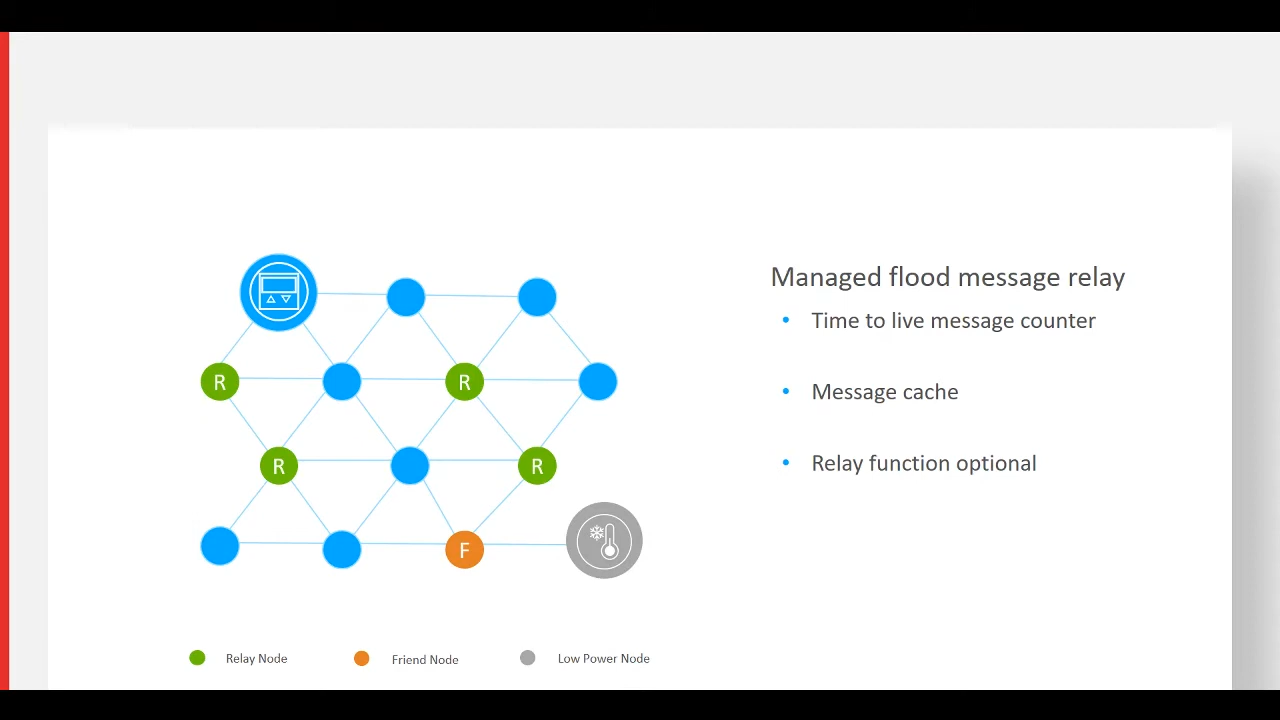 Managed flood message relay
• Time to live message counter
• Message cache
• Relay function optional
R
R
R
R
F
Relay Node
Friend Node
Low Power Node